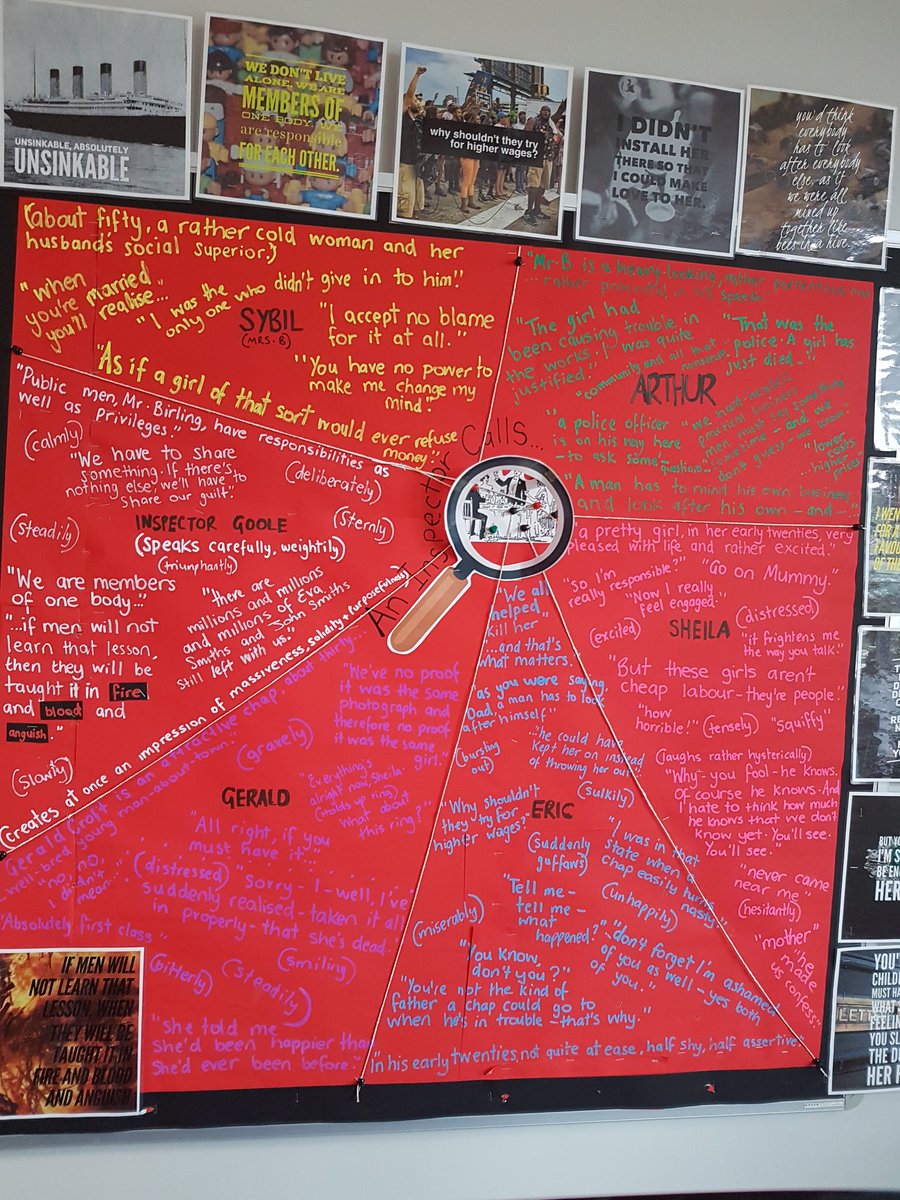 UNSINKABLE, ABSOLUTELY
UNSINKABLE
WE DON'T LIVE
ALONE. WE ARE
MEMBERS OF
ONE BODY. WE
are responsible
FOR EACH OTHER.
why shouldn't they try
for higher wages?
I DIDN'T
INSTALL HER
THERE SO THAT
I COULD MAKE
LOVE TO HER.
you'd think
everybody
has to look
after everybody
else, as if
we were all
mixed up
together like
bees in a hive.
(about fifty, a rather cold woman and her
husband's social superior.)
"when
you're married
you'll realise...
"I was the
only one who didn't give in to him!"
SYBIL
(MRS. B)
"I accept no blame
for it at all."
"You have no power to
make me change my
mind."
"As if a girl of that sort would ever refuse
money"
"Mr. B is a heavy-looking, rather portentous man
... rather provincial in his speech"
"The girl had
been causing trouble in
the works. I was quite
justified."
"community and all that
nonsense."
"That was the
police. A girl has
just died-"
ARTHUR
"a police officer
is on his way here
- to ask some - question-"
"we hard-headed
practical business
men must say something
sometime - and we
don't guess - we know."
"lower
costs
higher
prices"
"A man has to mind his own business
and look after his own - and -"
"Public men, Mr. Birling, have responsibilities as
well as Privileges."
(calmly)
"We have to share
something. If there's
nothing else, we'll have to
share our guilt."
(deliberately)
(steadily)
INSPECTOR GOOLE
(Sternly)
(speaks carefully, weightily)
(triumphantly)
"We are members
of one body..."
"...if men will not
learn that lesson,
then they will be
taught it in fire
and blood and
anguish."
"there are
millions and millions
and millions of Eva
Smiths and John Smiths
still left with us."
(slowly)
(Creates at once an impression of massiveness, solidity + purposefulness)
An Inspector Calls...
"a pretty girl, in her early twenties, very
pleased with life and rather excited."
"So I'm
really responsible?"
"Go on Mummy."
"Now I really
feel engaged."
(excited)
SHEILA
(distressed)
"it frightens me
the way you talk."
"But these girls aren't
cheap labour - they're people."
"how
horrible!"
(tensely)
"squiffy"
(laughs rather hysterically)
"Why - you fool - he knows.
Of course he knows. And
I hate to think how much
he knows that we don't
know yet. You'll see.
You'll see."
"never came
near me"
(hesitantly)
"mother"
"he
made
us
confess"
Gerald Croft is an attractive chap, about thirty...
well-bred young man-about-town.
(gravely)
"We've no proof
it was the same
photograph and
therefore no proof
it was the same
girl."
"Everything's
alright now, Sheila.
(Holds up ring)
What about
this ring?"
GERALD
"All right, if you
must have it."
"no, no.
I didn't
mean..."
(distressed)
"sorry - I - well, I've
suddenly realised - taken it all
in properly - that she's dead."
"Absolutely first class"
(smiling)
(bitterly)
(steadily)
"She told me
She'd been happier than
She'd ever been before."
"We all
helped
kill her"
...and that's
what matters.
"as you were saying,
Dad, a man has to look
after himself"
(bursting
out)
"...he could have
kept her on instead
of throwing her out"
(sulkily)
"Why shouldn't
they try for
higher wages?"
ERIC
(Suddenly
guffaws)
"I was in that
state when a
chap easily turns
nasty."
(unhappily)
"Tell me -
tell me -
what
happened?"
(miserably)
"...don't forget I'm ashamed
of you as well - yes both
of you."
"You know,
don't you?"
"You're not the kind of
father a chap could go to
when he's in trouble - that's why."
"in his early twenties, not quite at ease, half shy, half assertive"
IF MEN WILL
NOT LEARN THAT
LESSON, WHEN
THEY WILL BE
TAUGHT IT IN
FIRE AND BLOOD
AND ANGUISH